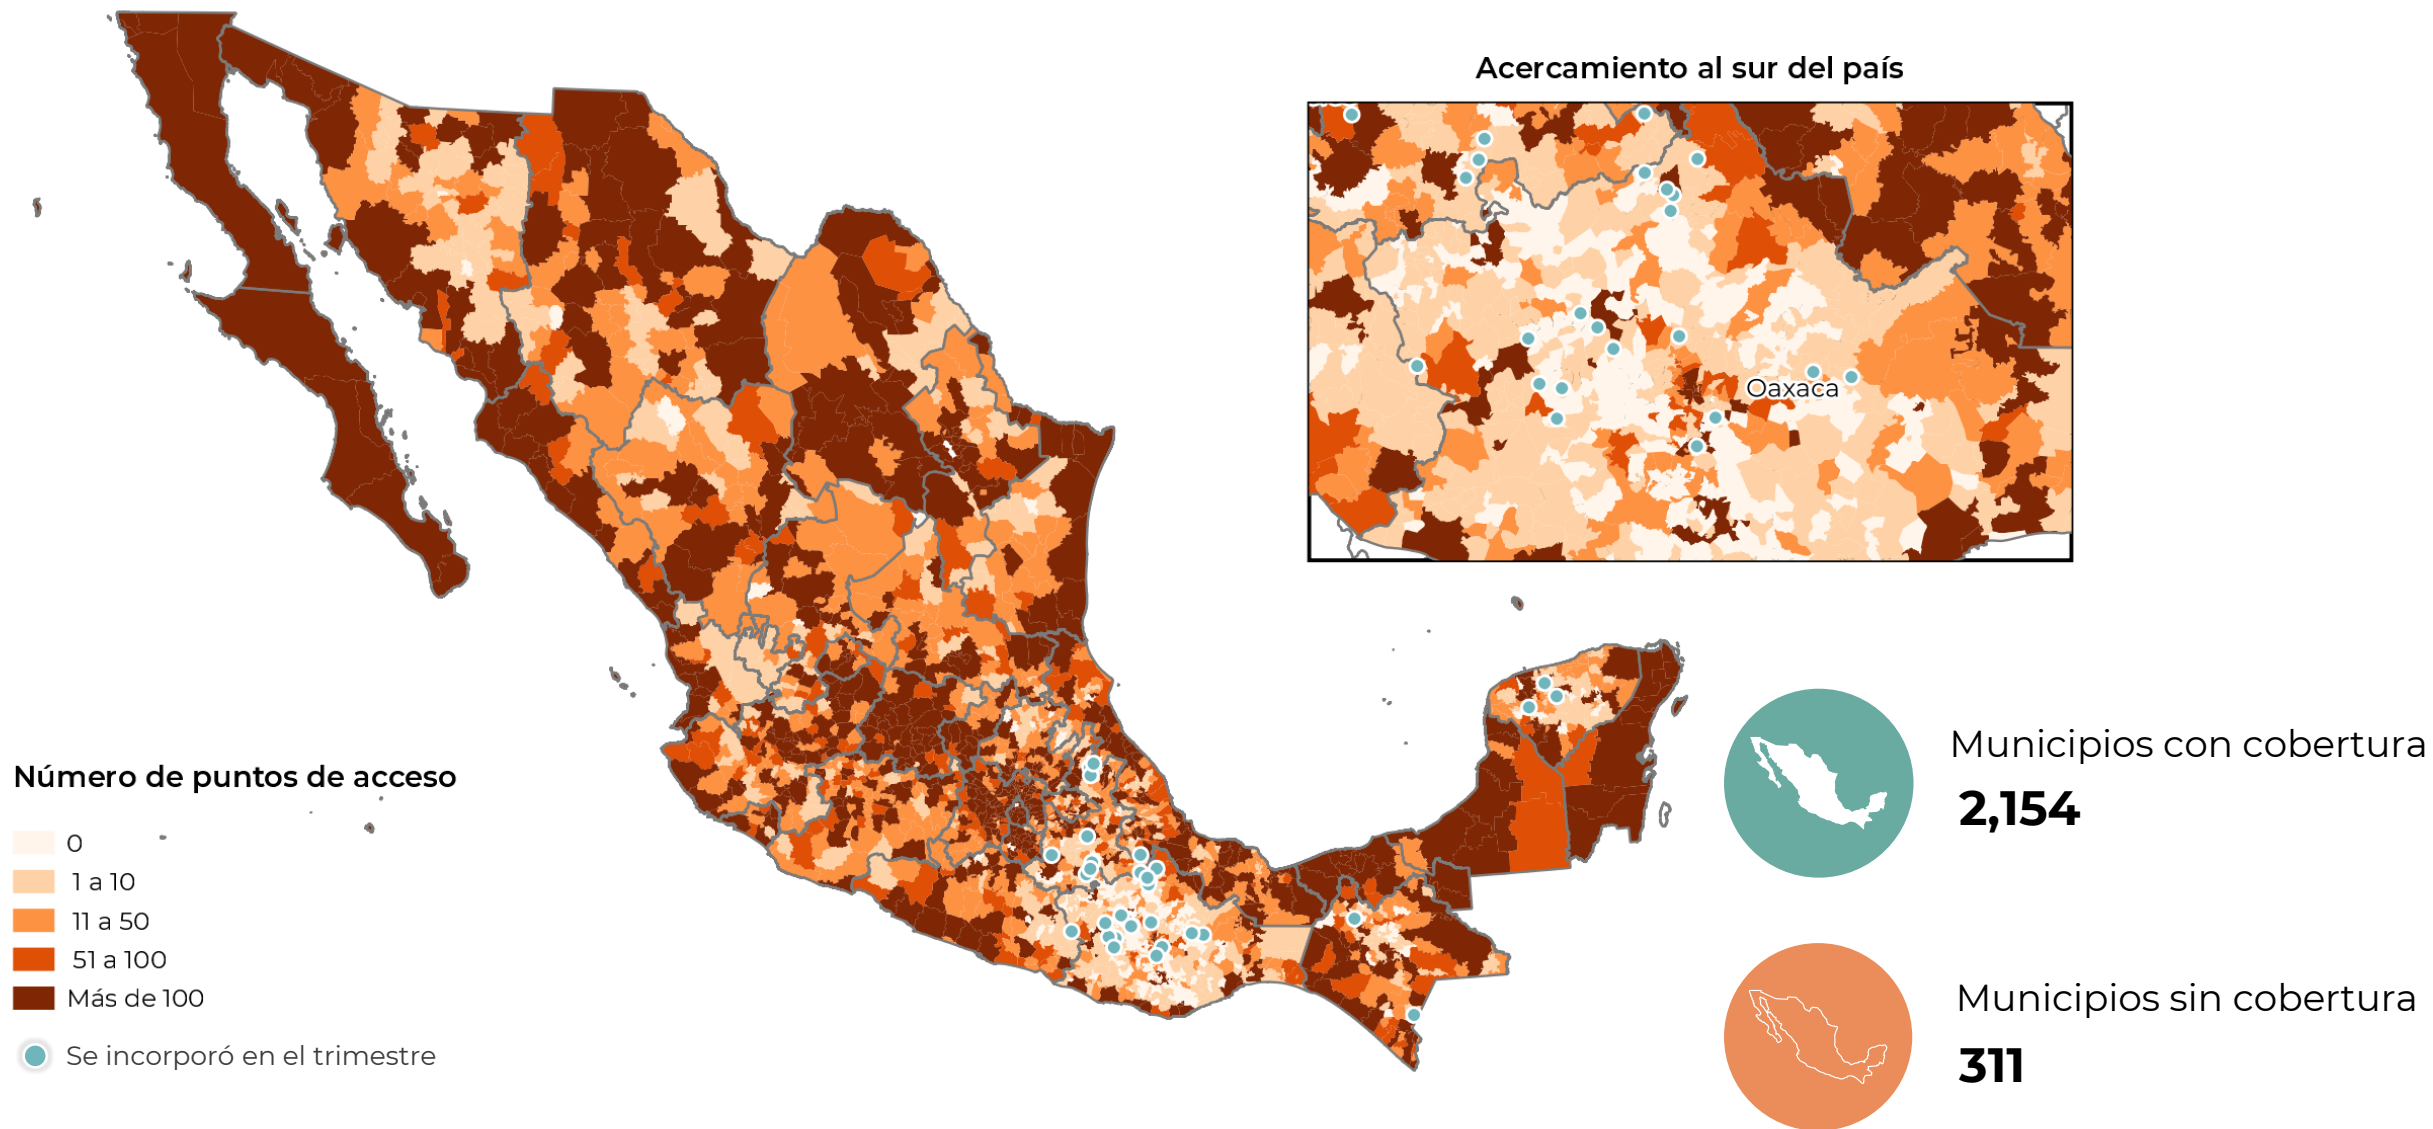 Acercamiento al sur del país
Oaxaca
Número de puntos de acceso
0
1 a 10
11 a 50
51 a 100
Más de 100
Se incorporó en el trimestre
Municipios con cobertura
2,154
Municipios sin cobertura
311